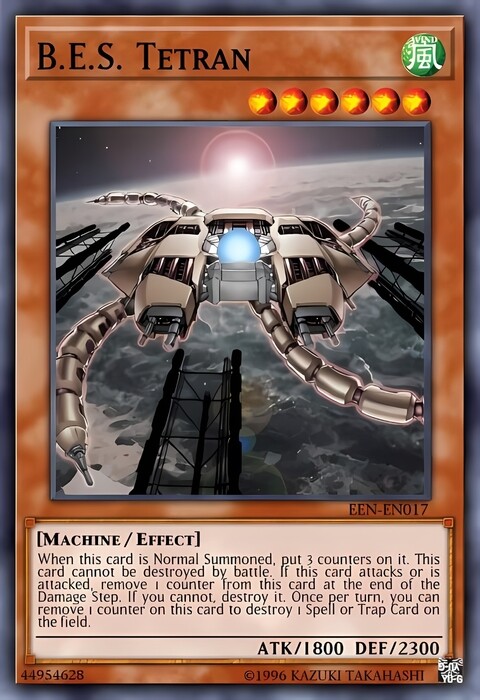 B.E.S. Tetran
WIND
風
EEN-EN017
[Machine / Effect]
When this card is Normal Summoned, put 3 counters on it. This
card cannot be destroyed by battle. If this card attacks or is
attacked, remove 1 counter from this card at the end of the
Damage Step. If you cannot, destroy it. Once per turn, you can
remove 1 counter on this card to destroy 1 Spell or Trap Card on
the field.
ATK/1800 DEF/2300
44954628
©1996 KAZUKI TAKAHASHI